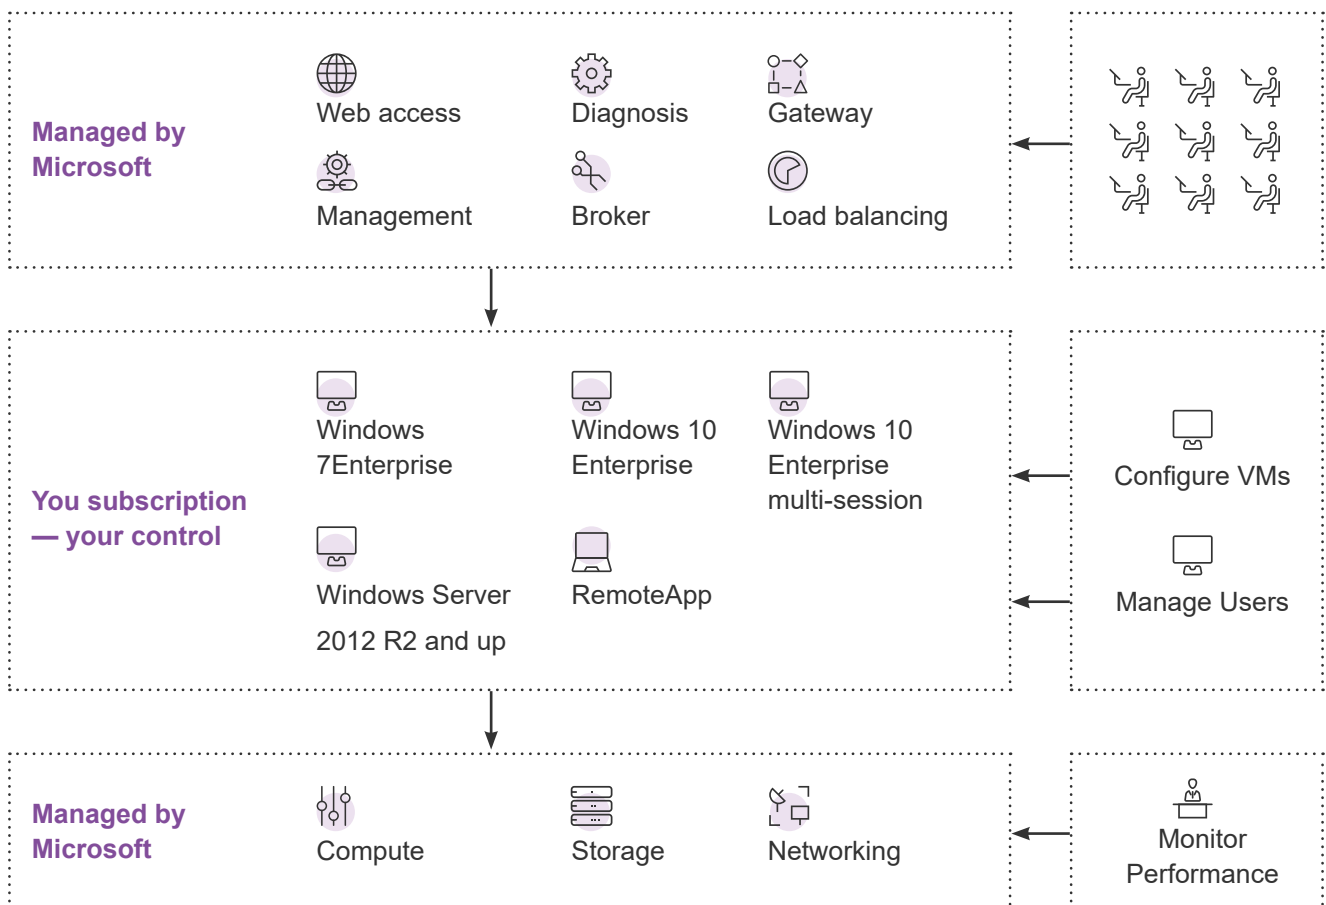 Managed by
Microsoft
Web access
Diagnosis
Gateway
Management
Broker
Load balancing
You subscription
— your control
Windows
7Enterprise
Windows 10
Enterprise
Windows 10
Enterprise
multi-session
Windows Server
2012 R2 and up
RemoteApp
Configure VMs
Manage Users
Managed by
Microsoft
Compute
Storage
Networking
Monitor
Performance